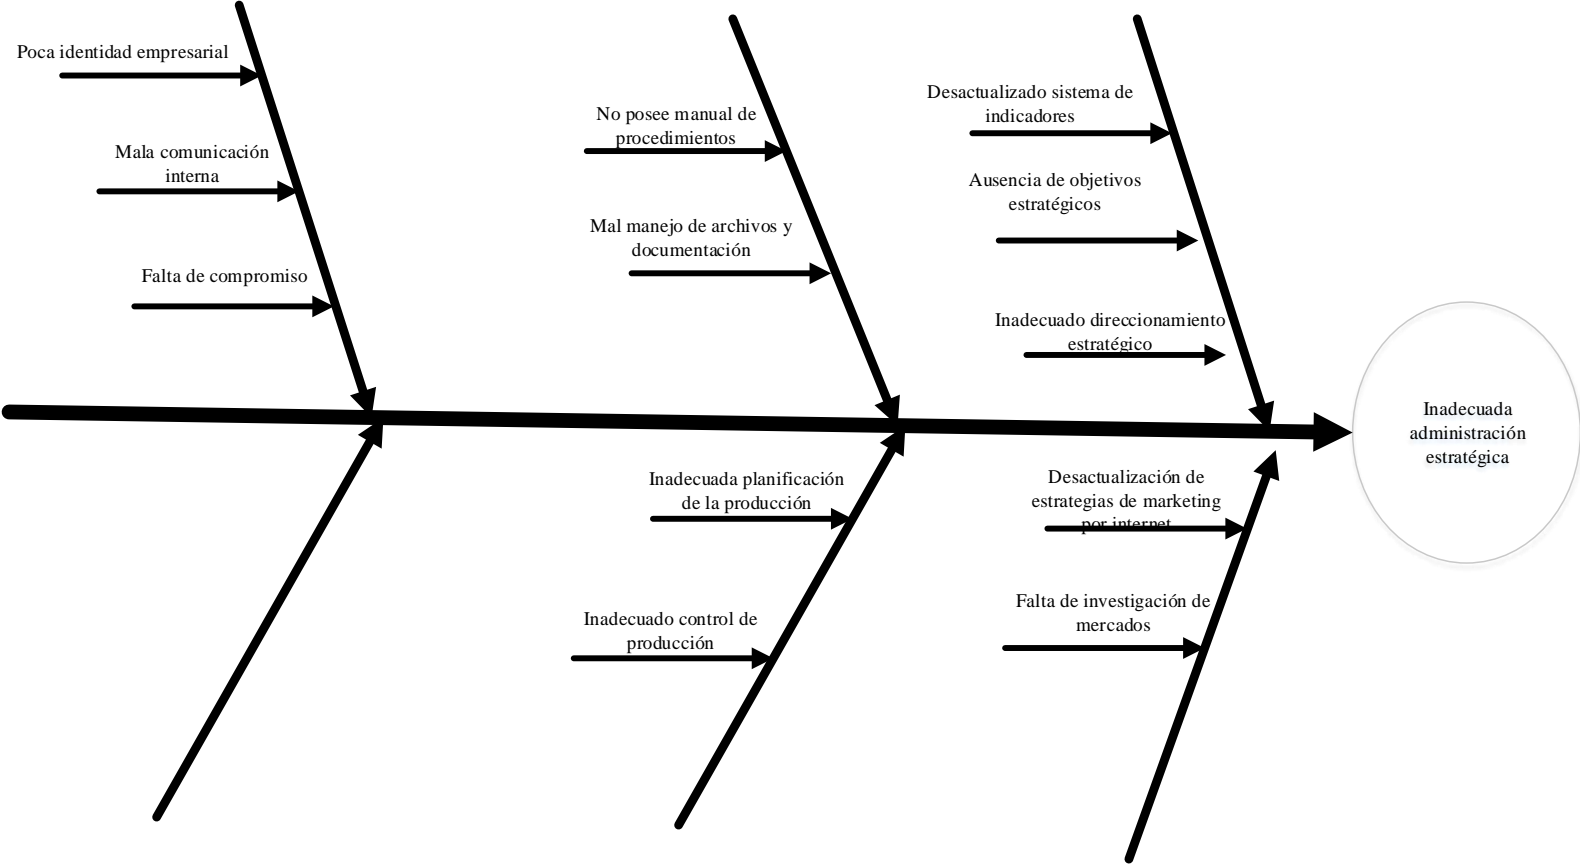 Poca identidad empresarial
Mala comunicación
interna
Falta de compromiso
No posee manual de
procedimientos
Mal manejo de archivos y
documentación
Desactualizado sistema de
indicadores
Ausencia de objetivos
estratégicos
Inadecuado direccionamiento
estratégico
Inadecuada
administración
estratégica
Inadecuada planificación
de la producción
Inadecuado control de
producción
Desactualización de
estrategias de marketing
por internet
Falta de investigación de
mercados